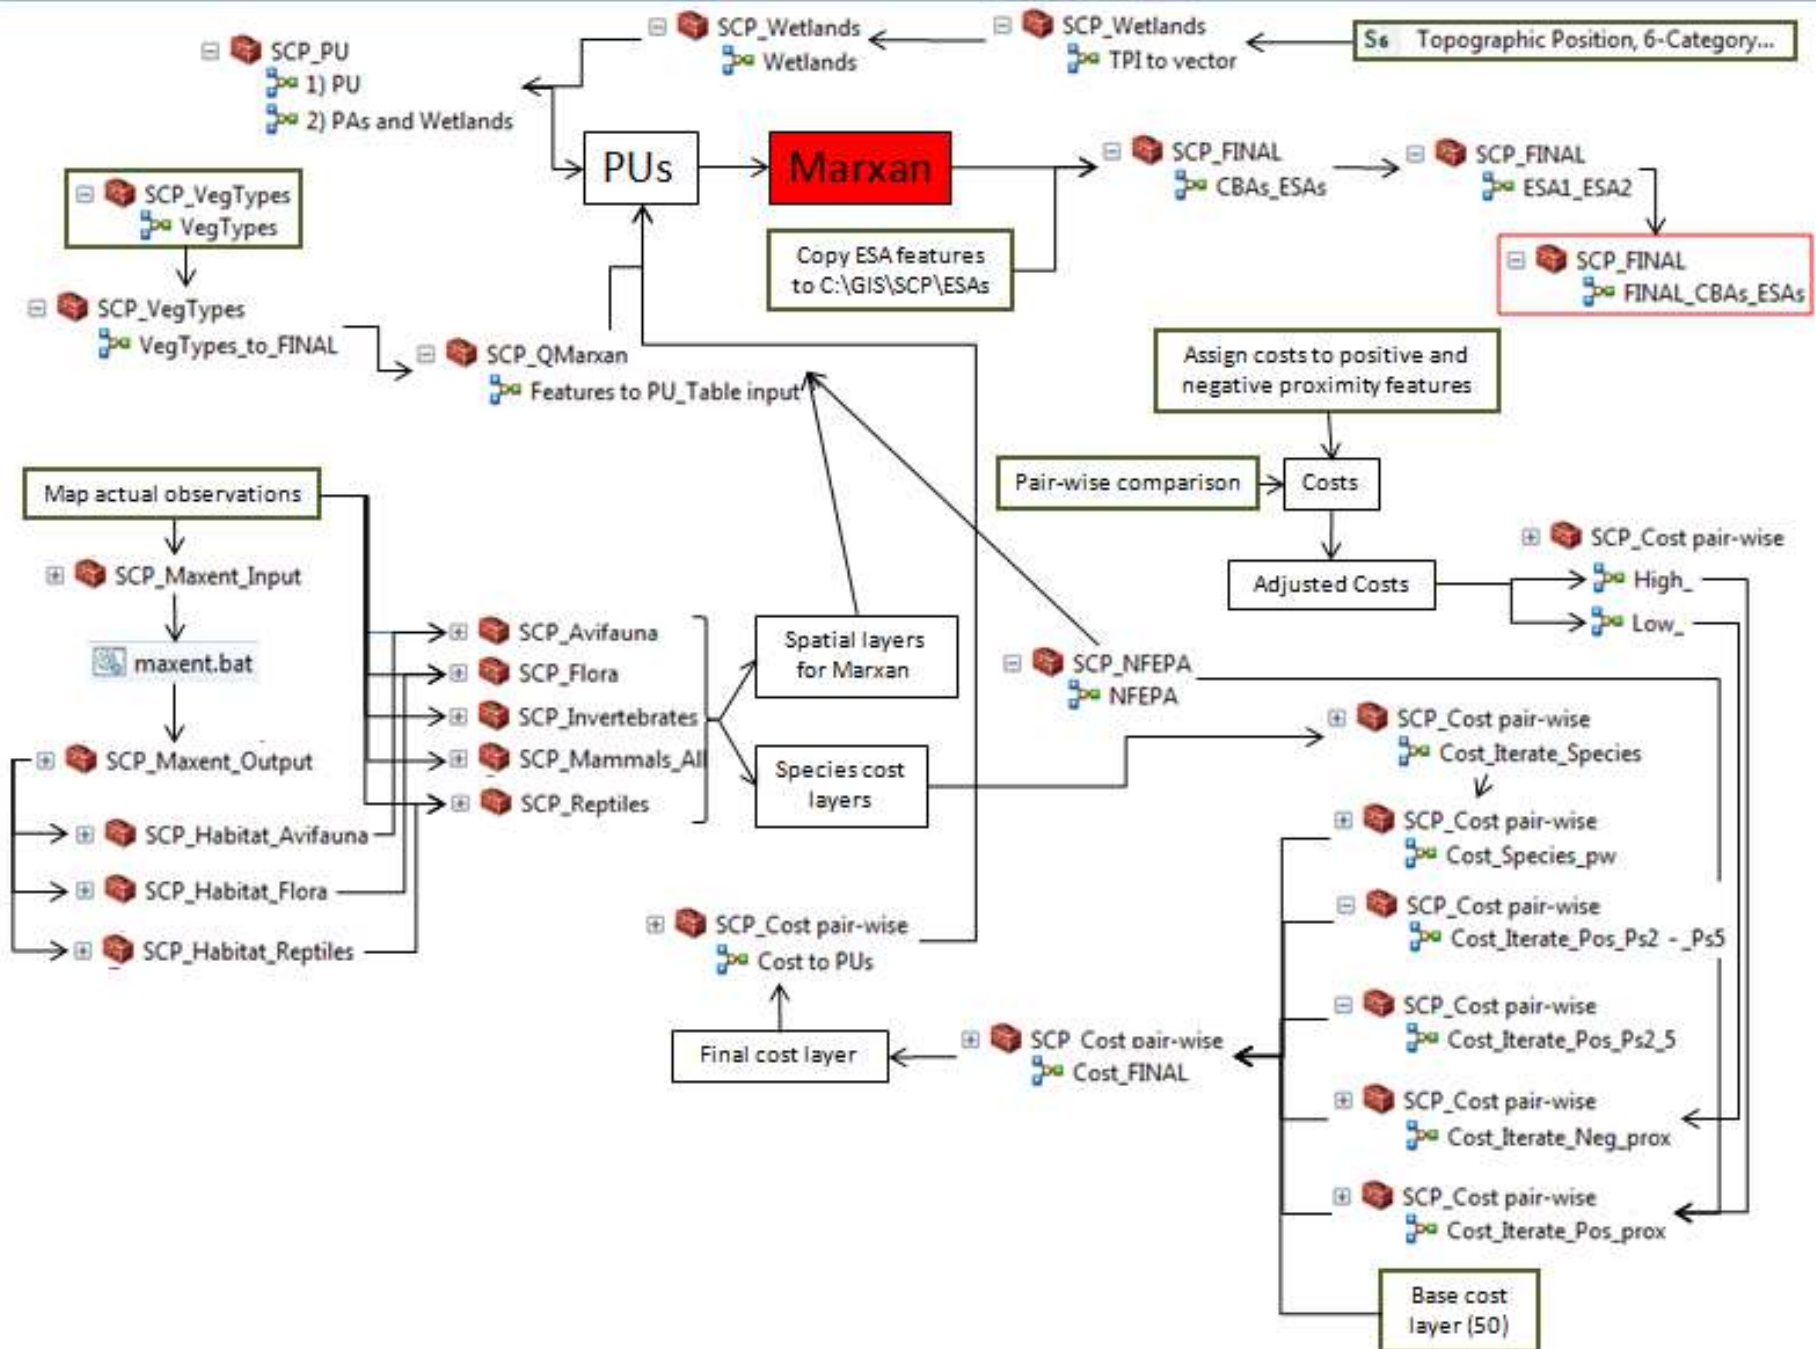 SCP_PU
1) PU
2) PAs and Wetlands
SCP_Wetlands
Wetlands
SCP_Wetlands
TPI to vector
S6 Topographic Position, 6-Category...
SCP_VegTypes
VegTypes
PUs
Marxan
SCP_FINAL
CBAs_ESAs
SCP_FINAL
ESA1_ESA2
Copy ESA features
to C:\GIS\SCP\ESAs
SCP_FINAL
FINAL_CBAs_ESAs
SCP_VegTypes
VegTypes_to_FINAL
SCP_QMarxan
Features to PU_Table input
Assign costs to positive and
negative proximity features
Pair-wise comparison
Costs
Map actual observations
SCP_Maxent_Input
maxent.bat
SCP_Maxent_Output
SCP_Habitat_Avifauna
SCP_Habitat_Flora
SCP_Habitat_Reptiles
SCP_Avifauna
SCP_Flora
SCP_Invertebrates
SCP_Mammals_All
SCP_Reptiles
Spatial layers
for Marxan
Species cost
layers
Adjusted Costs
SCP_Cost pair-wise
High_
Low_
SCP_NFEPA
NFEPA
SCP_Cost pair-wise
Cost_Iterate_Species
SCP_Cost pair-wise
Cost_Species_pw
SCP_Cost pair-wise
Cost_Iterate_Pos_Ps2 - _Ps5
SCP_Cost pair-wise
Cost_Iterate_Pos_Ps2_5
SCP_Cost pair-wise
Cost_Iterate_Neg_prox
SCP_Cost pair-wise
Cost_Iterate_Pos_prox
SCP_Cost pair-wise
Cost to PUs
Final cost layer
SCP_Cost pair-wise
Cost_FINAL
Base cost
layer (50)